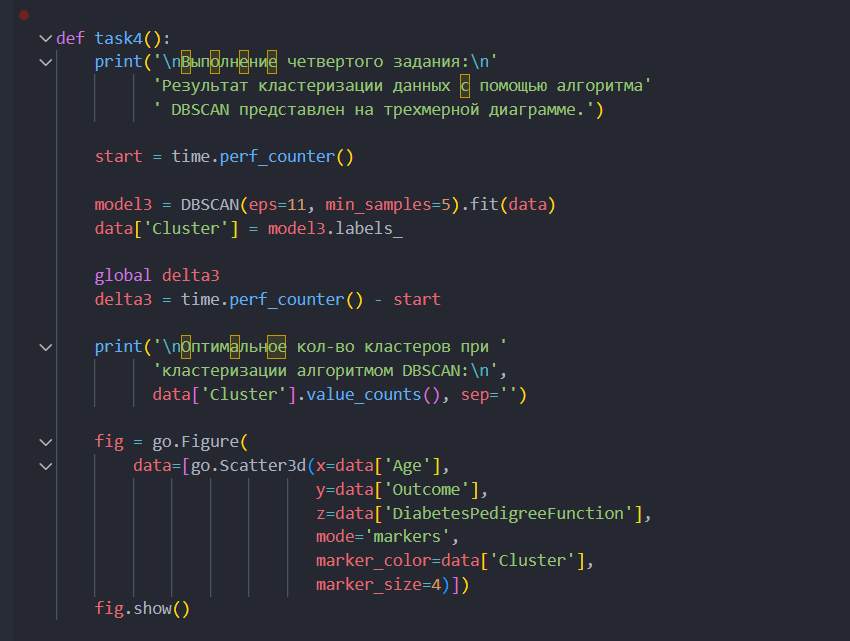 def task4():
    print('\nВыполнение четвертого задания:\n'
          'Результат кластеризации данных с помощью алгоритма'
          ' DBSCAN представлен на трехмерной диаграмме.')
    start = time.perf_counter()
    model3 = DBSCAN(eps=11, min_samples=5).fit(data)
    data['Cluster'] = model3.labels_
    global delta3
    delta3 = time.perf_counter() - start
    print('\nОптимальное кол-во кластеров при '
          'кластеризации алгоритмом DBSCAN:\n',
          data['Cluster'].value_counts(), sep='')
    fig = go.Figure(
        data=[go.Scatter3d(x=data['Age'],
                           y=data['Outcome'],
                           z=data['DiabetesPedigreeFunction'],
                           mode='markers',
                           marker_color=data['Cluster'],
                           marker_size=4)])
    fig.show()